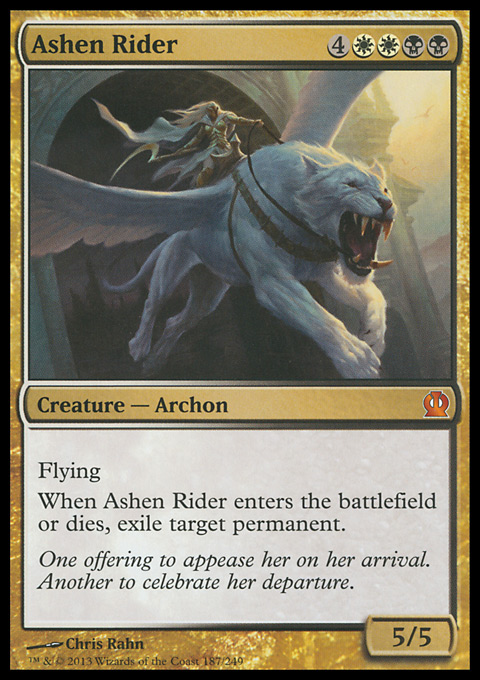 Ashen Rider 4
Creature — Archon
Flying
When Ashen Rider enters the battlefield
or dies, exile target permanent.
One offering to appease her on her arrival.
Another to celebrate her departure.
5/5
Chris Rahn
™ & © 2013 Wizards of the Coast 187/249